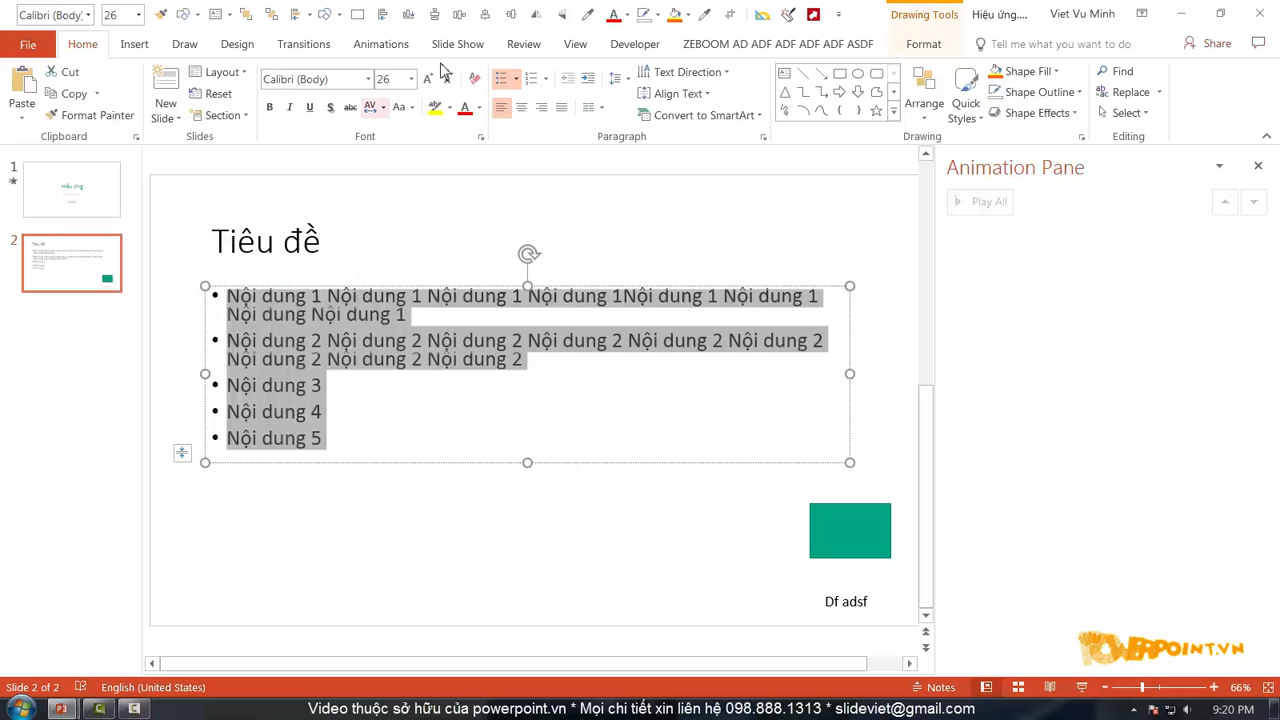 Calibri (Body) 26 Drawing Tools Hiệu ứng.... Viet Vu Minh
File Home Insert Draw Design Transitions Animations Slide Show Review View Developer ZEBOOM AD ADF ADF ADF ADF ASDF Format Tell me what you want... Share
Paste Cut Copy Format Painter
New Slide Layout Reset Section
Calibri (Body) 26
B I U S abc AV Aa A
Text Direction Align Text Convert to SmartArt
Arrange Quick Styles Shape Fill Shape Outline Shape Effects
Find Replace Select
Clipboard Slides Font Paragraph Drawing Editing
1
Hiệu ứng
2
Tiêu đề
Animation Pane
Play All
Tiêu đề
• Nội dung 1 Nội dung 1 Nội dung 1 Nội dung 1Nội dung 1 Nội dung 1
Nội dung Nội dung 1
• Nội dung 2 Nội dung 2 Nội dung 2 Nội dung 2 Nội dung 2 Nội dung 2
Nội dung 2 Nội dung 2 Nội dung 2
• Nội dung 3
• Nội dung 4
• Nội dung 5
Df adsf
POWERPOINT.VN
Slide 2 of 2 English (United States) Notes 66%
Video thuộc sở hữu của powerpoint.vn * Mọi chi tiết xin liên hệ 098.888.1313 * slideviet@gmail.com
9:20 PM